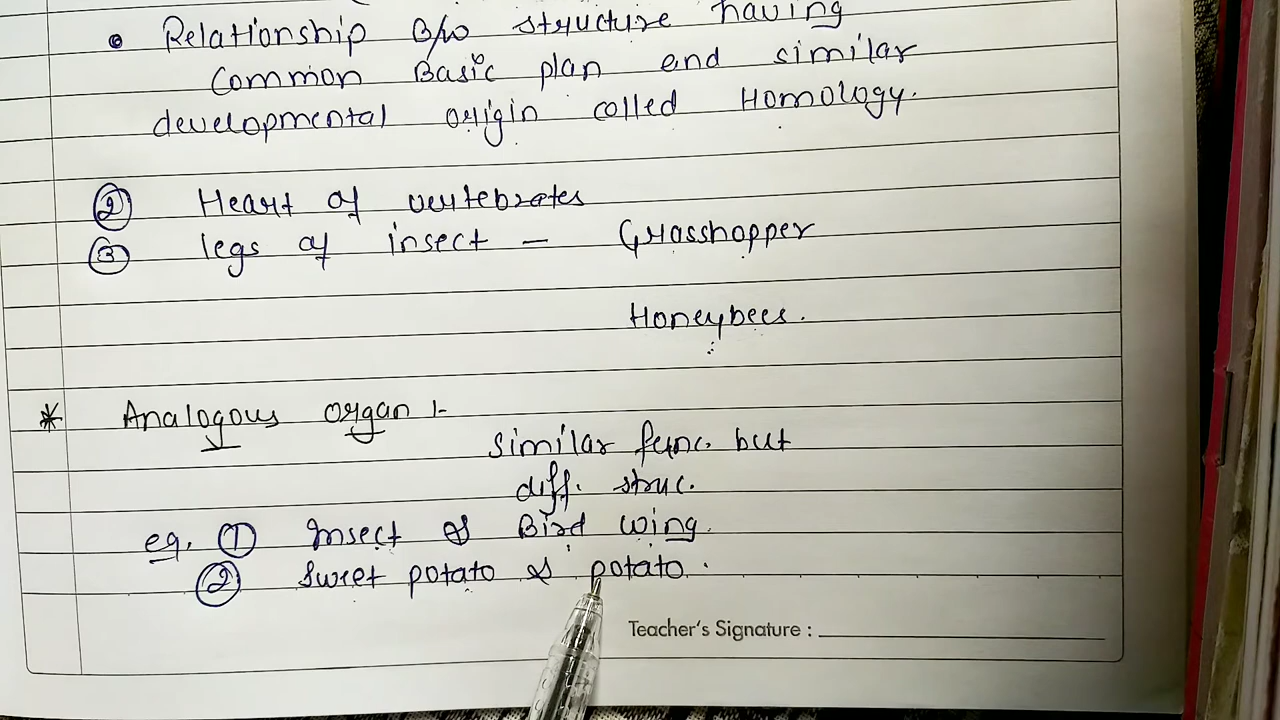 • Relationship B/w structure having
Common Basic plan and similar
developmental origin called Homology.
② Heart of vertebrates
③ legs of insect – Grasshopper
Honeybees.
* Analogous organ :-
similar func. but
diff. struc.
eg. ① Insect & Bird wing.
② Sweet potato & potato.
Teacher's Signature :